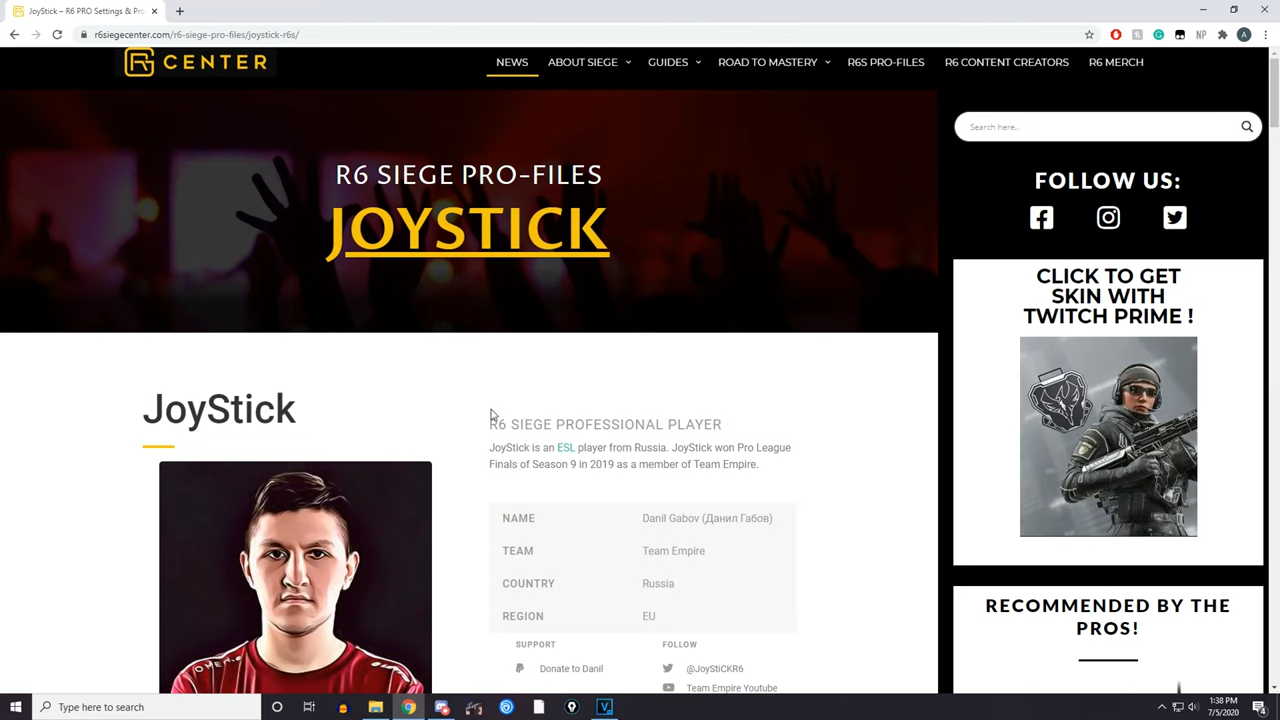 JoyStick – R6 PRO Settings & Pro
r6siegecenter.com/r6-siege-pro-files/joystick-r6s/
NP
A
R6 CENTER
NEWS
ABOUT SIEGE
GUIDES
ROAD TO MASTERY
R6S PRO-FILES
R6 CONTENT CREATORS
R6 MERCH
R6 SIEGE PRO-FILES
JOYSTICK
Search here..
FOLLOW US:
CLICK TO GET
SKIN WITH
TWITCH PRIME !
JoyStick
R6 SIEGE PROFESSIONAL PLAYER
JoyStick is an ESL player from Russia. JoyStick won Pro League
Finals of Season 9 in 2019 as a member of Team Empire.
NAME Danil Gabov (Данил Габов)
TEAM Team Empire
COUNTRY Russia
REGION EU
SUPPORT
FOLLOW
Donate to Danil
@JoyStiCKR6
Team Empire Youtube
RECOMMENDED BY THE
PROS!
Type here to search
1:38 PM
7/5/2020